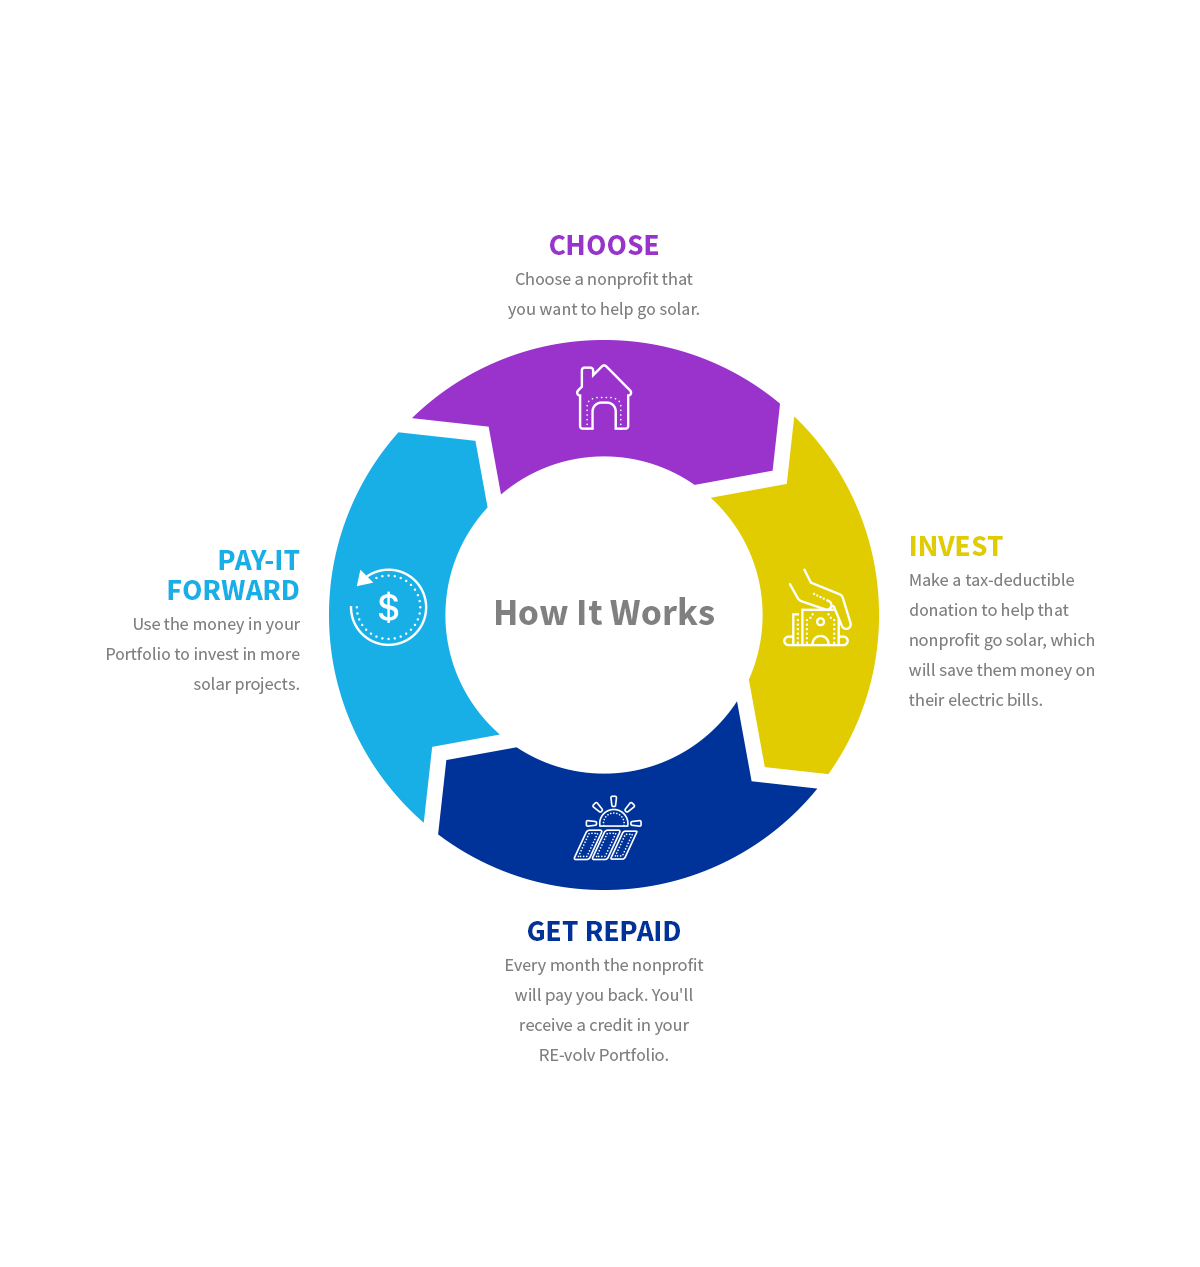 CHOOSE
Choose a nonprofit that
you want to help go solar.
INVEST
Make a tax-deductible
donation to help that
nonprofit go solar, which
will save them money on
their electric bills.
GET REPAID
Every month the nonprofit
will pay you back. You'll
receive a credit in your
RE-volv Portfolio.
PAY-IT
FORWARD
Use the money in your
Portfolio to invest in more
solar projects.
$
How It Works